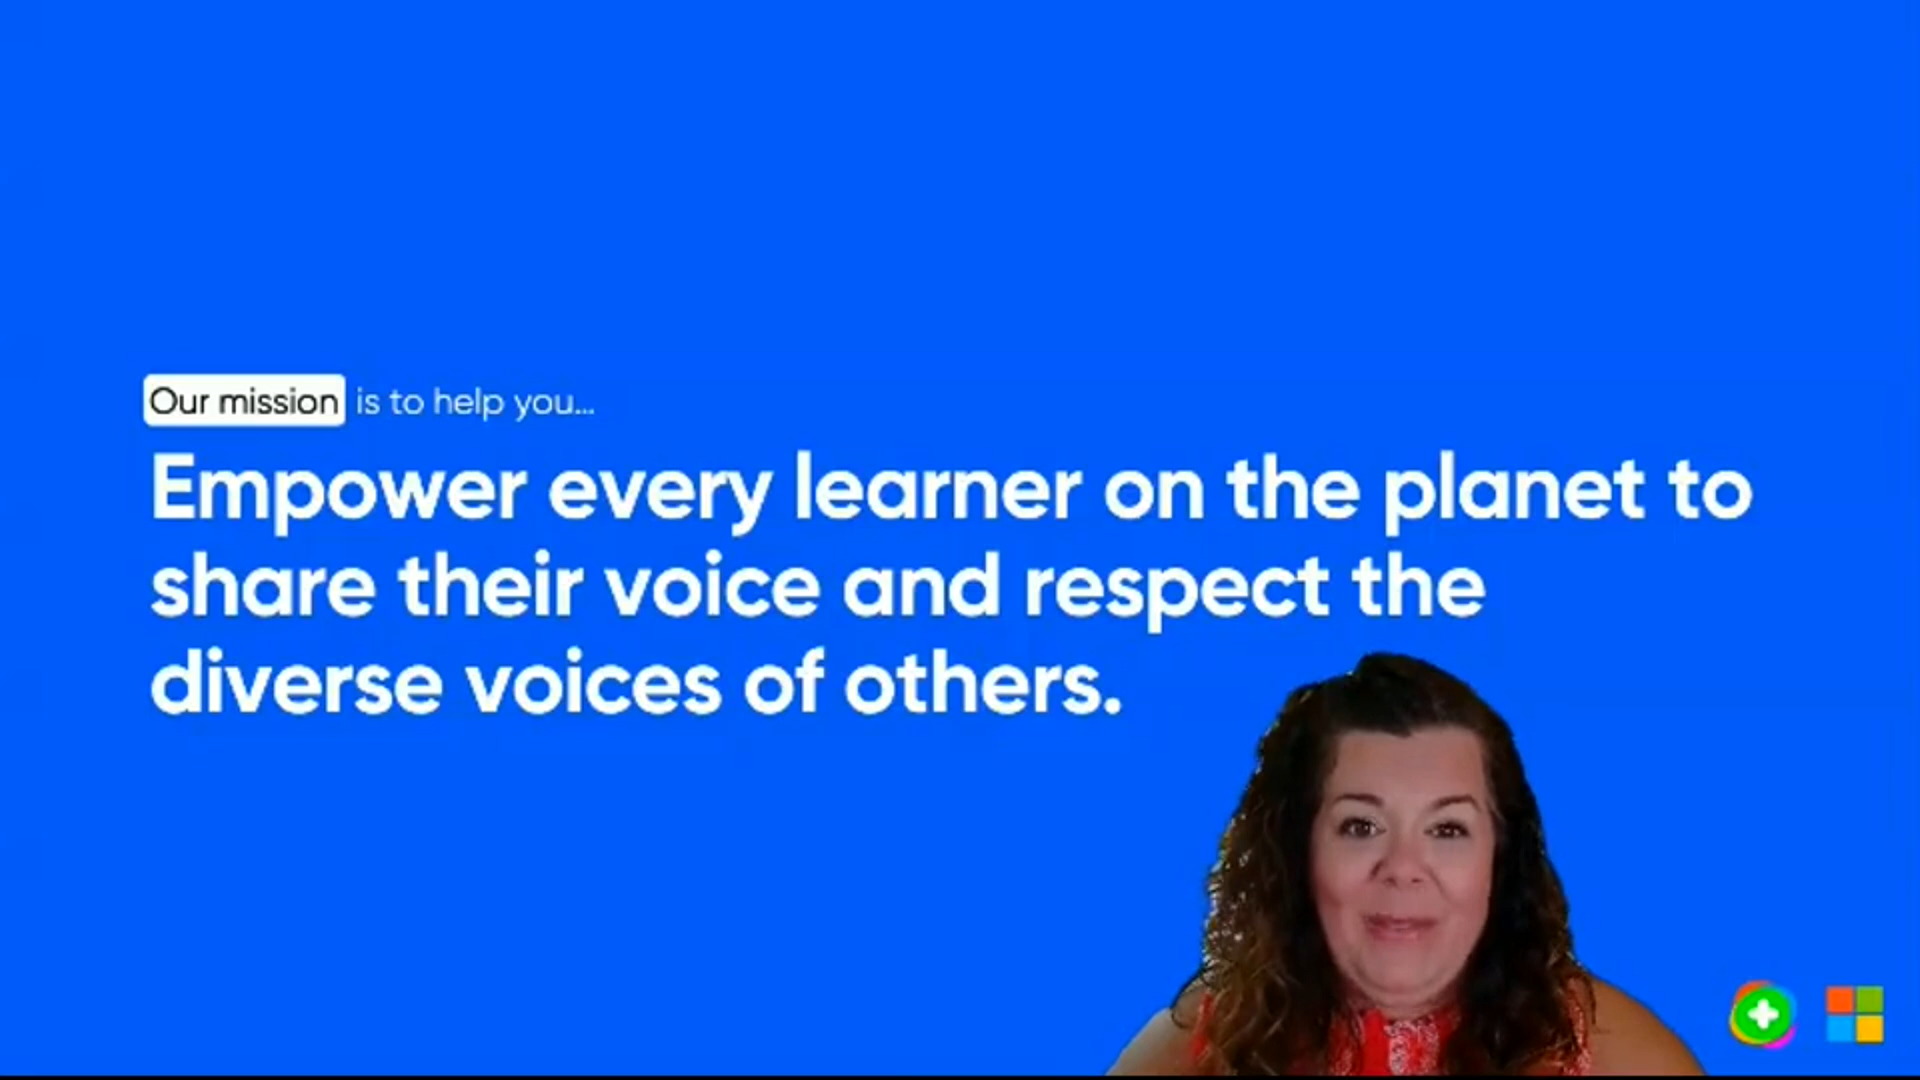 Our mission is to help you...
Empower every learner on the planet to
share their voice and respect the
diverse voices of others.